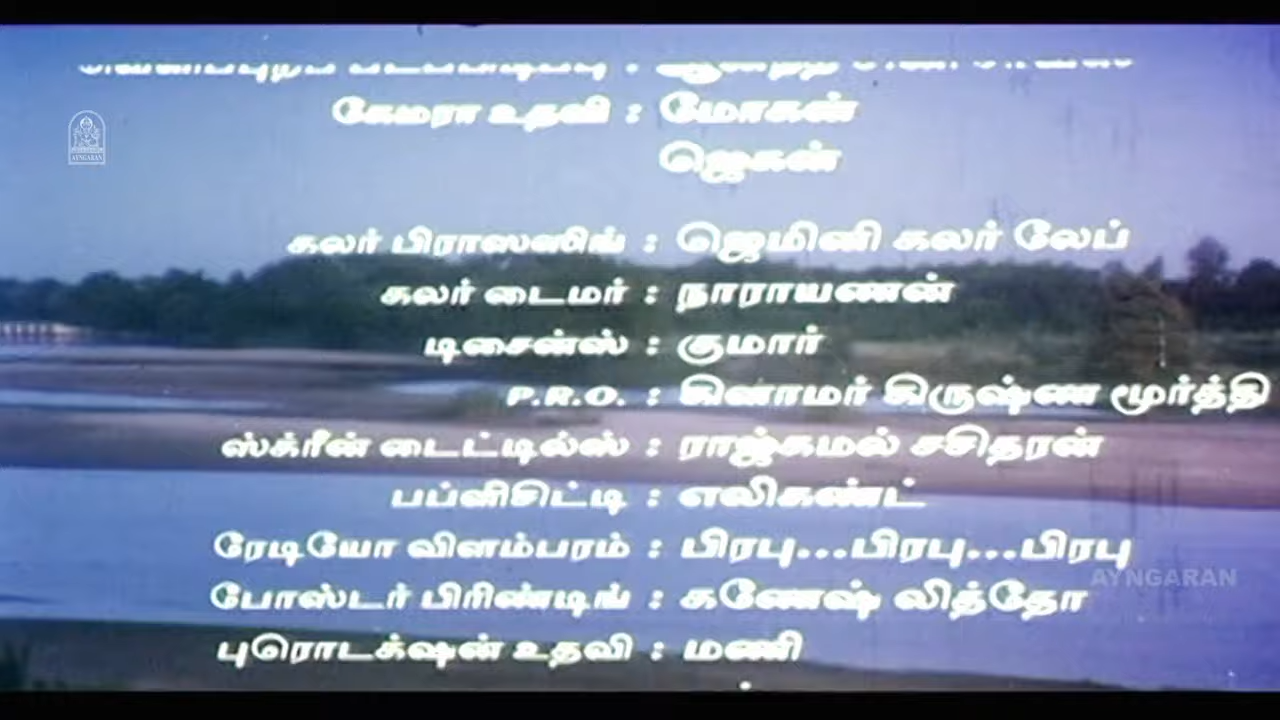 கேமரா உதவி : மோகன்
ஜெகன்
கலர் பிராஸஸிங் : ஜெமினி கலர் லேப்
கலர் டைமர் : நாராயணன்
டிசைன்ஸ் : குமார்
P.R.O. : கிளாமர் கிருஷ்ண மூர்த்தி
ஸ்க்ரீன் டைட்டில்ஸ் : ராஜ்கமல் சசிதரன்
பப்ளிசிட்டி : எலிகண்ட்
ரேடியோ விளம்பரம் : பிரபு...பிரபு...பிரபு
போஸ்டர் பிரிண்டிங் : கணேஷ் லித்தோ
புரொடக்ஷன் உதவி : மணி
AYNGARAN
AYNGARAN